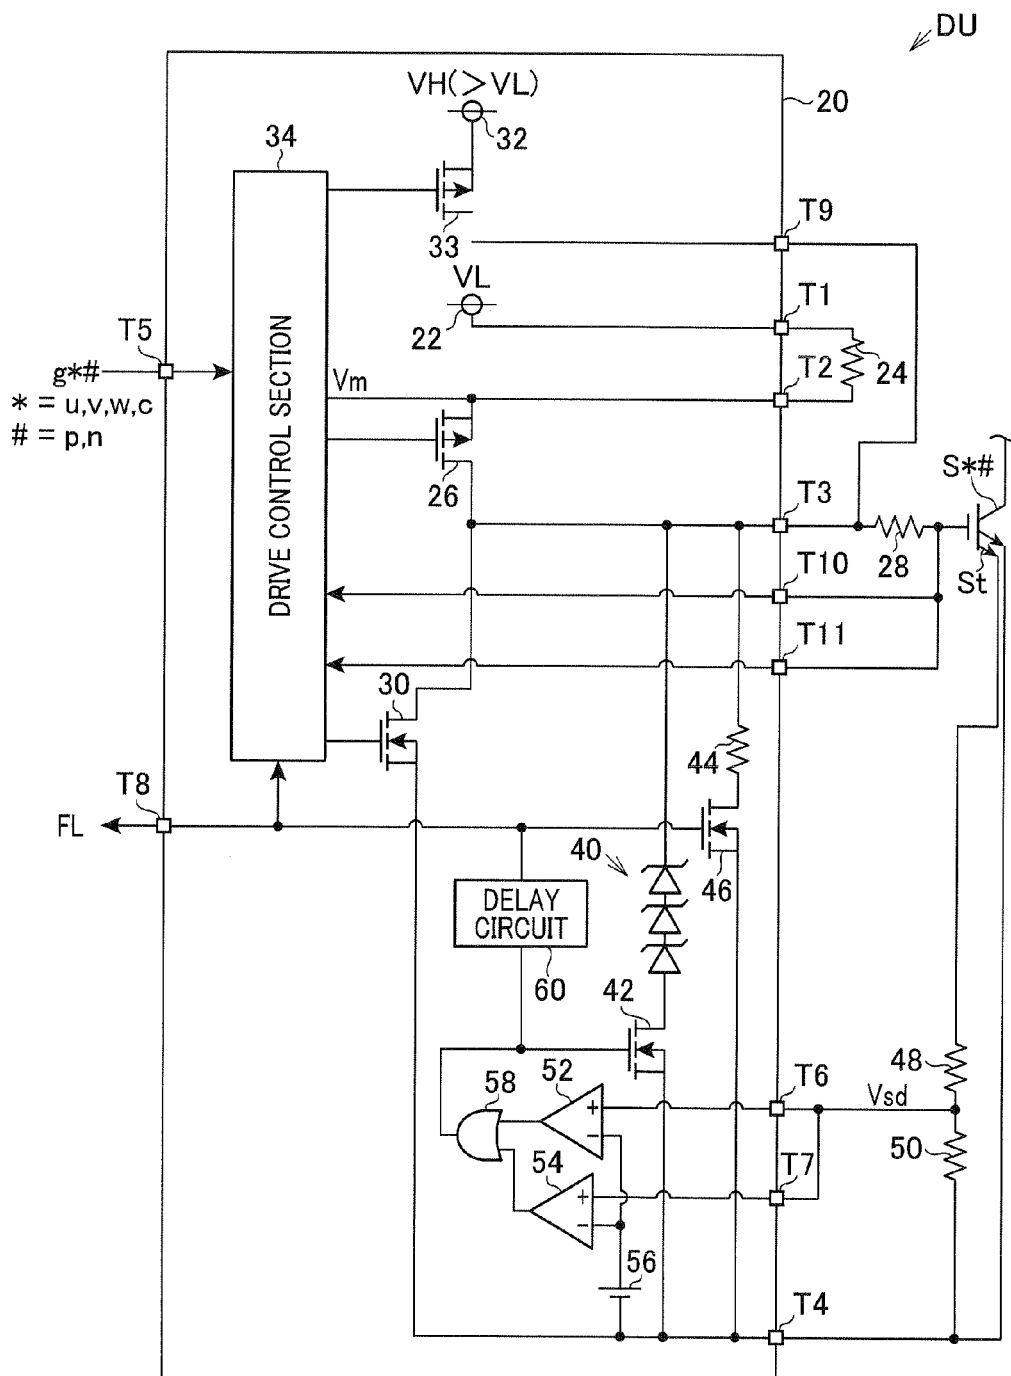 DU
VH(>VL)
20
32
34
T9
33
VL
T1
T5
22
g*#
* = u,v,w,c
# = p,n
Vm
T2
24
DRIVE CONTROL SECTION
26
S*#
T3
28
T10
St
T11
30
44
T8
FL
40
46
DELAY
CIRCUIT
60
42
48
58
52
T6
Vsd
+
−
50
54
T7
+
−
56
T4